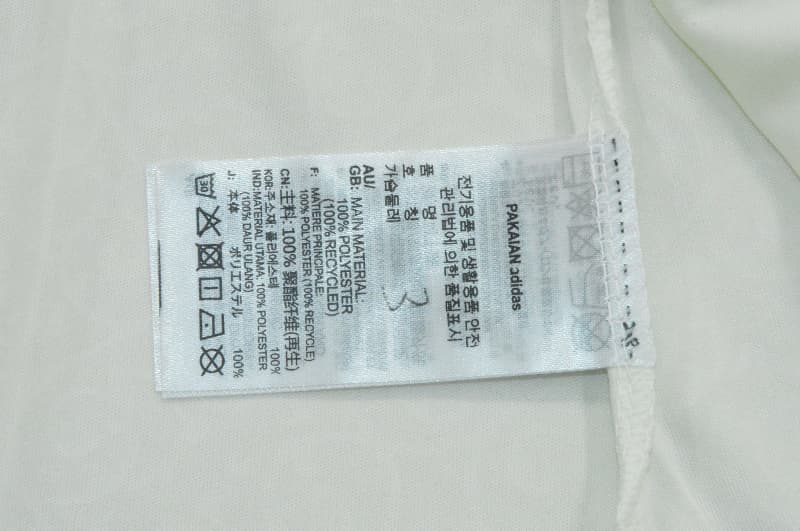 PAKAIAN adidas
전기용품 및 생활용품 안전
관리법에 의한 품질표시
품 명
호 칭 3
가슴둘레
AU/
GB: MAIN MATERIAL:
100% POLYESTER
(100% RECYCLED)
F: MATIERE PRINCIPALE:
100% POLYESTER (100% RECYCLE)
CN: 主料: 100% 聚酯纤维(再生)
KOR: 주소재: 폴리에스터 100%
IND: MATERIAL UTAMA: 100% POLYESTER
(100% DAUR ULANG)
J: 本体 ポリエステル 100%
30